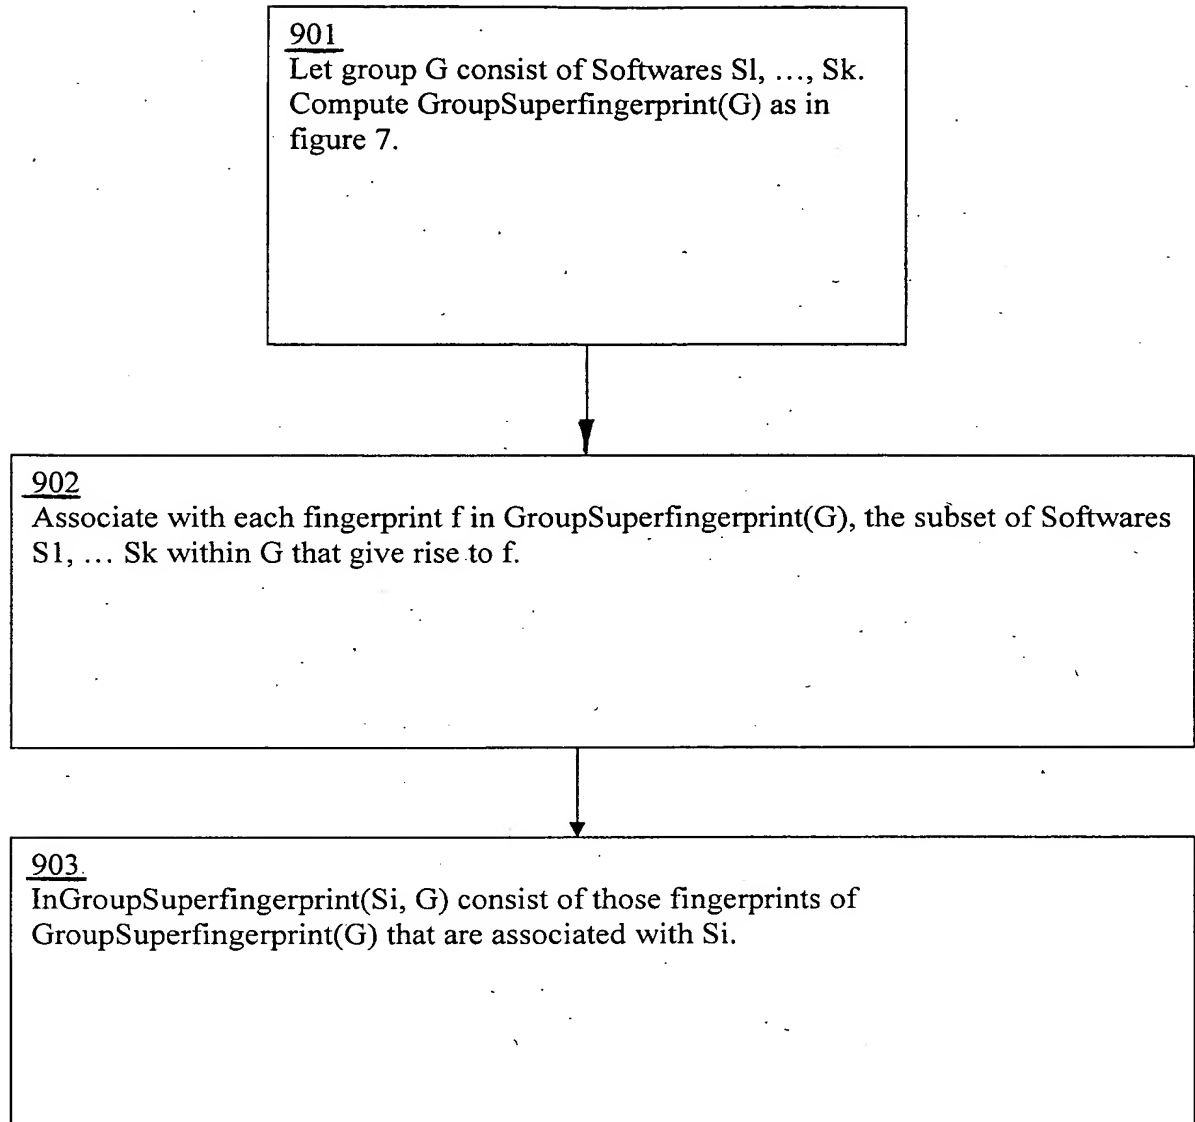 901
Let group G consist of Softwares Sl, ..., Sk.
Compute GroupSuperfingerprint(G) as in
figure 7.
902
Associate with each fingerprint f in GroupSuperfingerprint(G), the subset of Softwares
S1, ... Sk within G that give rise to f.
903
InGroupSuperfingerprint(Si, G) consist of those fingerprints of
GroupSuperfingerprint(G) that are associated with Si.